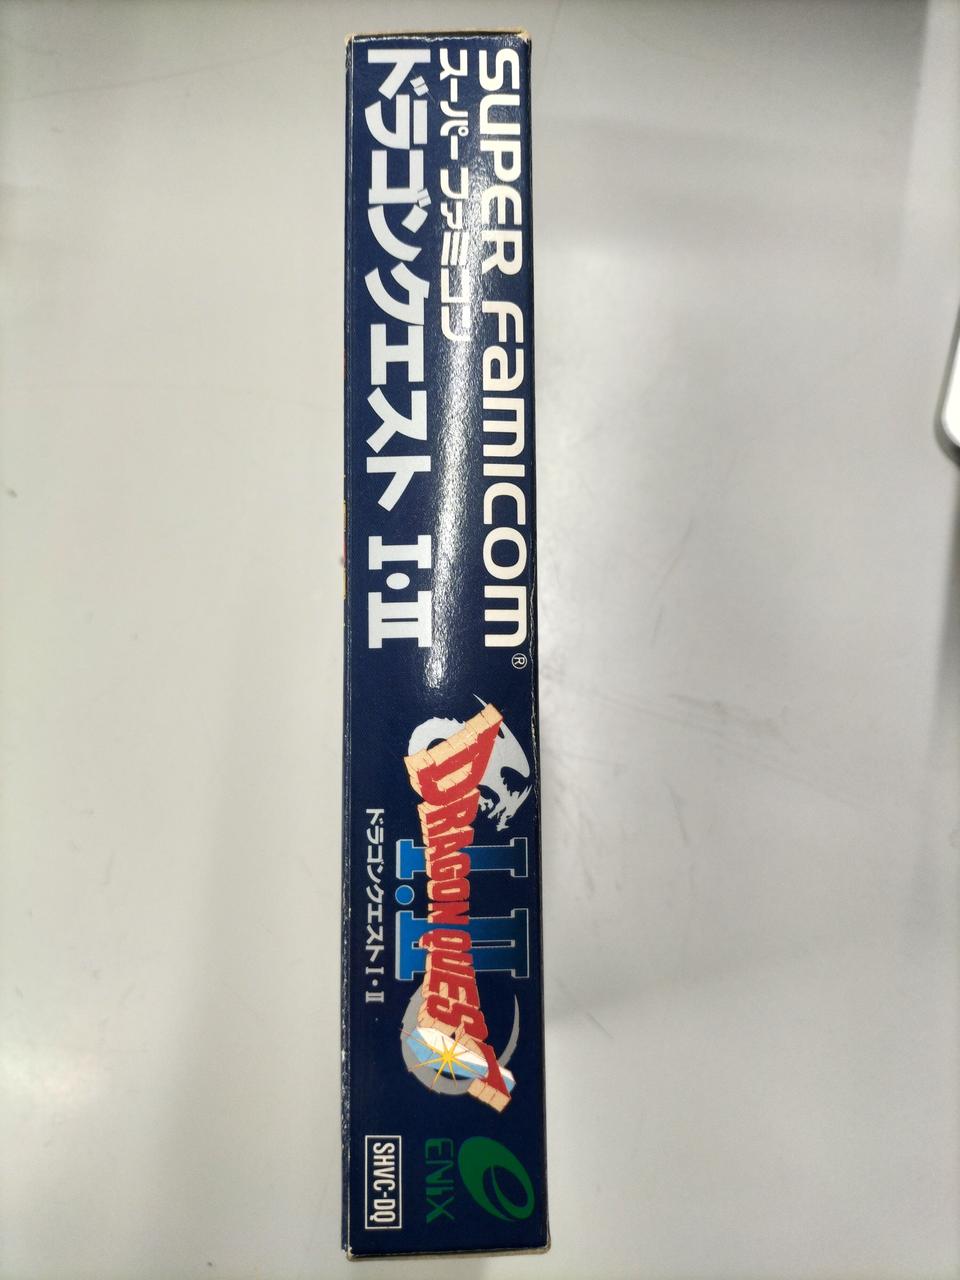 SUPER FamICOM®
スーパー ファミコン
ドラゴンクエスト I・II
DRAGON QUEST
I・II
ドラゴンクエスト I・II
ENIX
SHVC-DQ